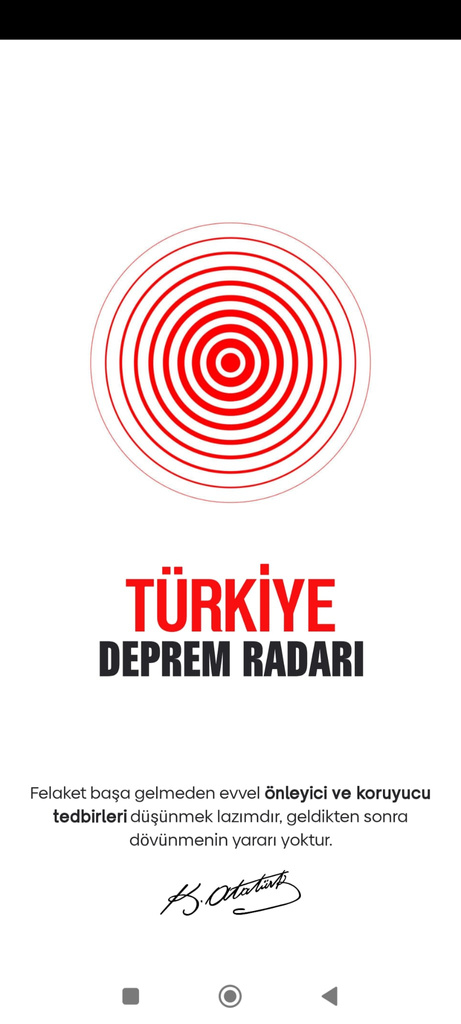 TÜRKİYE
DEPREM RADARI
Felaket başa gelmeden evvel önleyici ve koruyucu
tedbirleri düşünmek lazımdır, geldikten sonra
dövünmenin yararı yoktur.
K. Atatürk